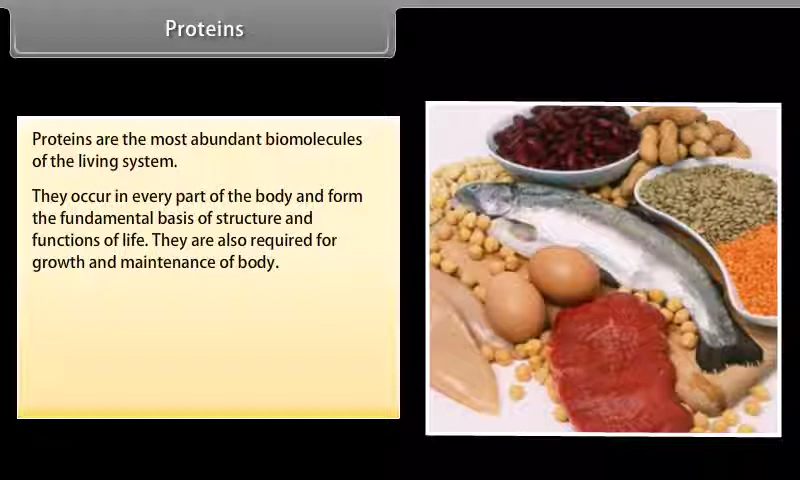 Proteins
Proteins are the most abundant biomolecules
of the living system.
They occur in every part of the body and form
the fundamental basis of structure and
functions of life. They are also required for
growth and maintenance of body.